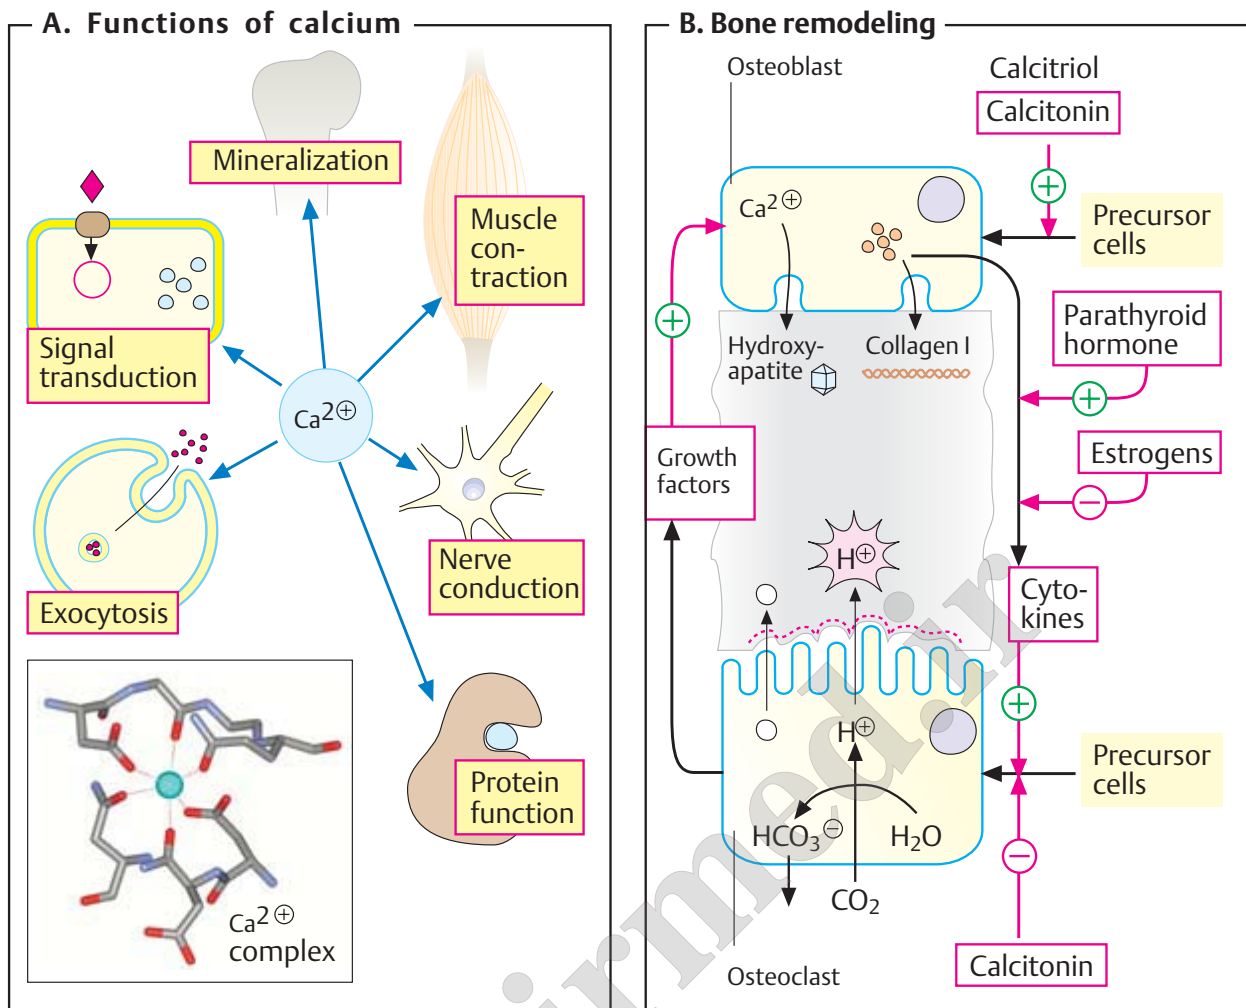 A. Functions of calcium
Mineralization
Muscle
con-
traction
Signal
transduction
Ca2⊕
Exocytosis
Nerve
conduction
Protein
function
Ca2⊕
complex
B. Bone remodeling
Osteoblast
Calcitriol
Calcitonin
+
Ca2⊕
Precursor
cells
+
Hydroxy-
apatite
Collagen I
Parathyroid
hormone
+
Growth
factors
Estrogens
−
H⊕
Cyto-
kines
+
H⊕
Precursor
cells
HCO3⊖
H2O
−
CO2
Osteoclast
Calcitonin
irmed.ir